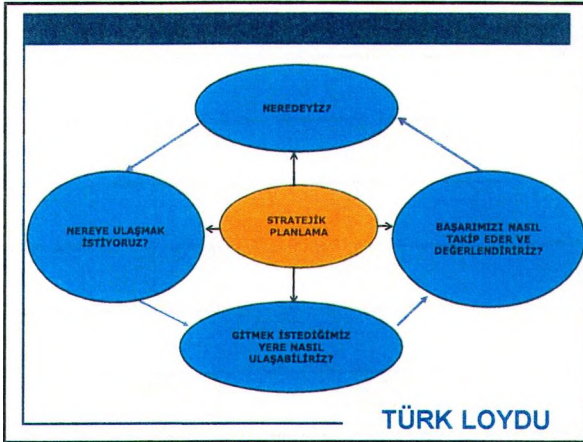 NEREDEYİZ?
NEREYE ULAŞMAK
İSTİYORUZ?
STRATEJİK
PLANLAMA
BAŞARIMIZI NASIL
TAKİP EDER VE
DEĞERLENDİRİRİZ?
GİTMEK İSTEDİĞİMİZ
YERE NASIL
ULAŞABİLİRİZ?
TÜRK LOYDU